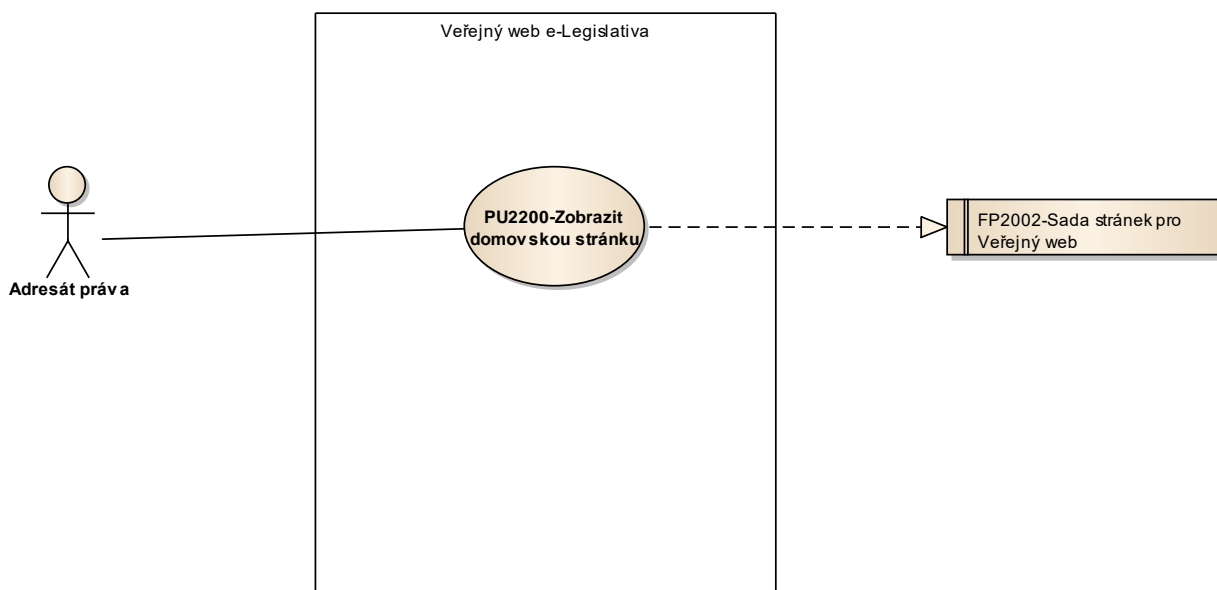 Veřejný web e-Legislativa
PU2200-Zobrazit
domovskou stránku
FP2002-Sada stránek pro
Veřejný web
Adresát práva